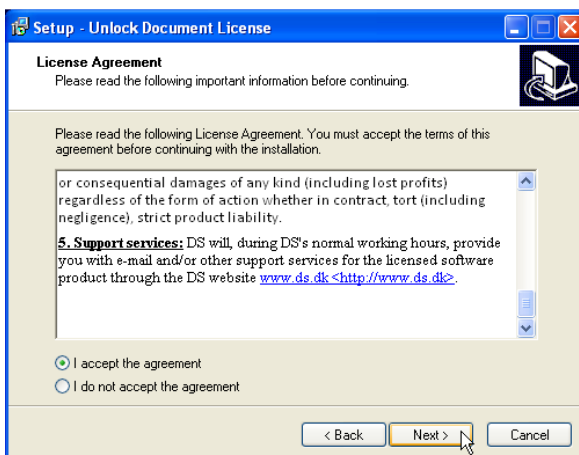 Setup - Unlock Document License
License Agreement
Please read the following important information before continuing.
Please read the following License Agreement. You must accept the terms of this
agreement before continuing with the installation.
or consequential damages of any kind (including lost profits)
regardless of the form of action whether in contract, tort (including
negligence), strict product liability.
5. Support services: DS will, during DS's normal working hours, provide
you with e-mail and/or other support services for the licensed software
product through the DS website www.ds.dk <http://www.ds.dk>.
I accept the agreement
I do not accept the agreement
< Back Next > Cancel